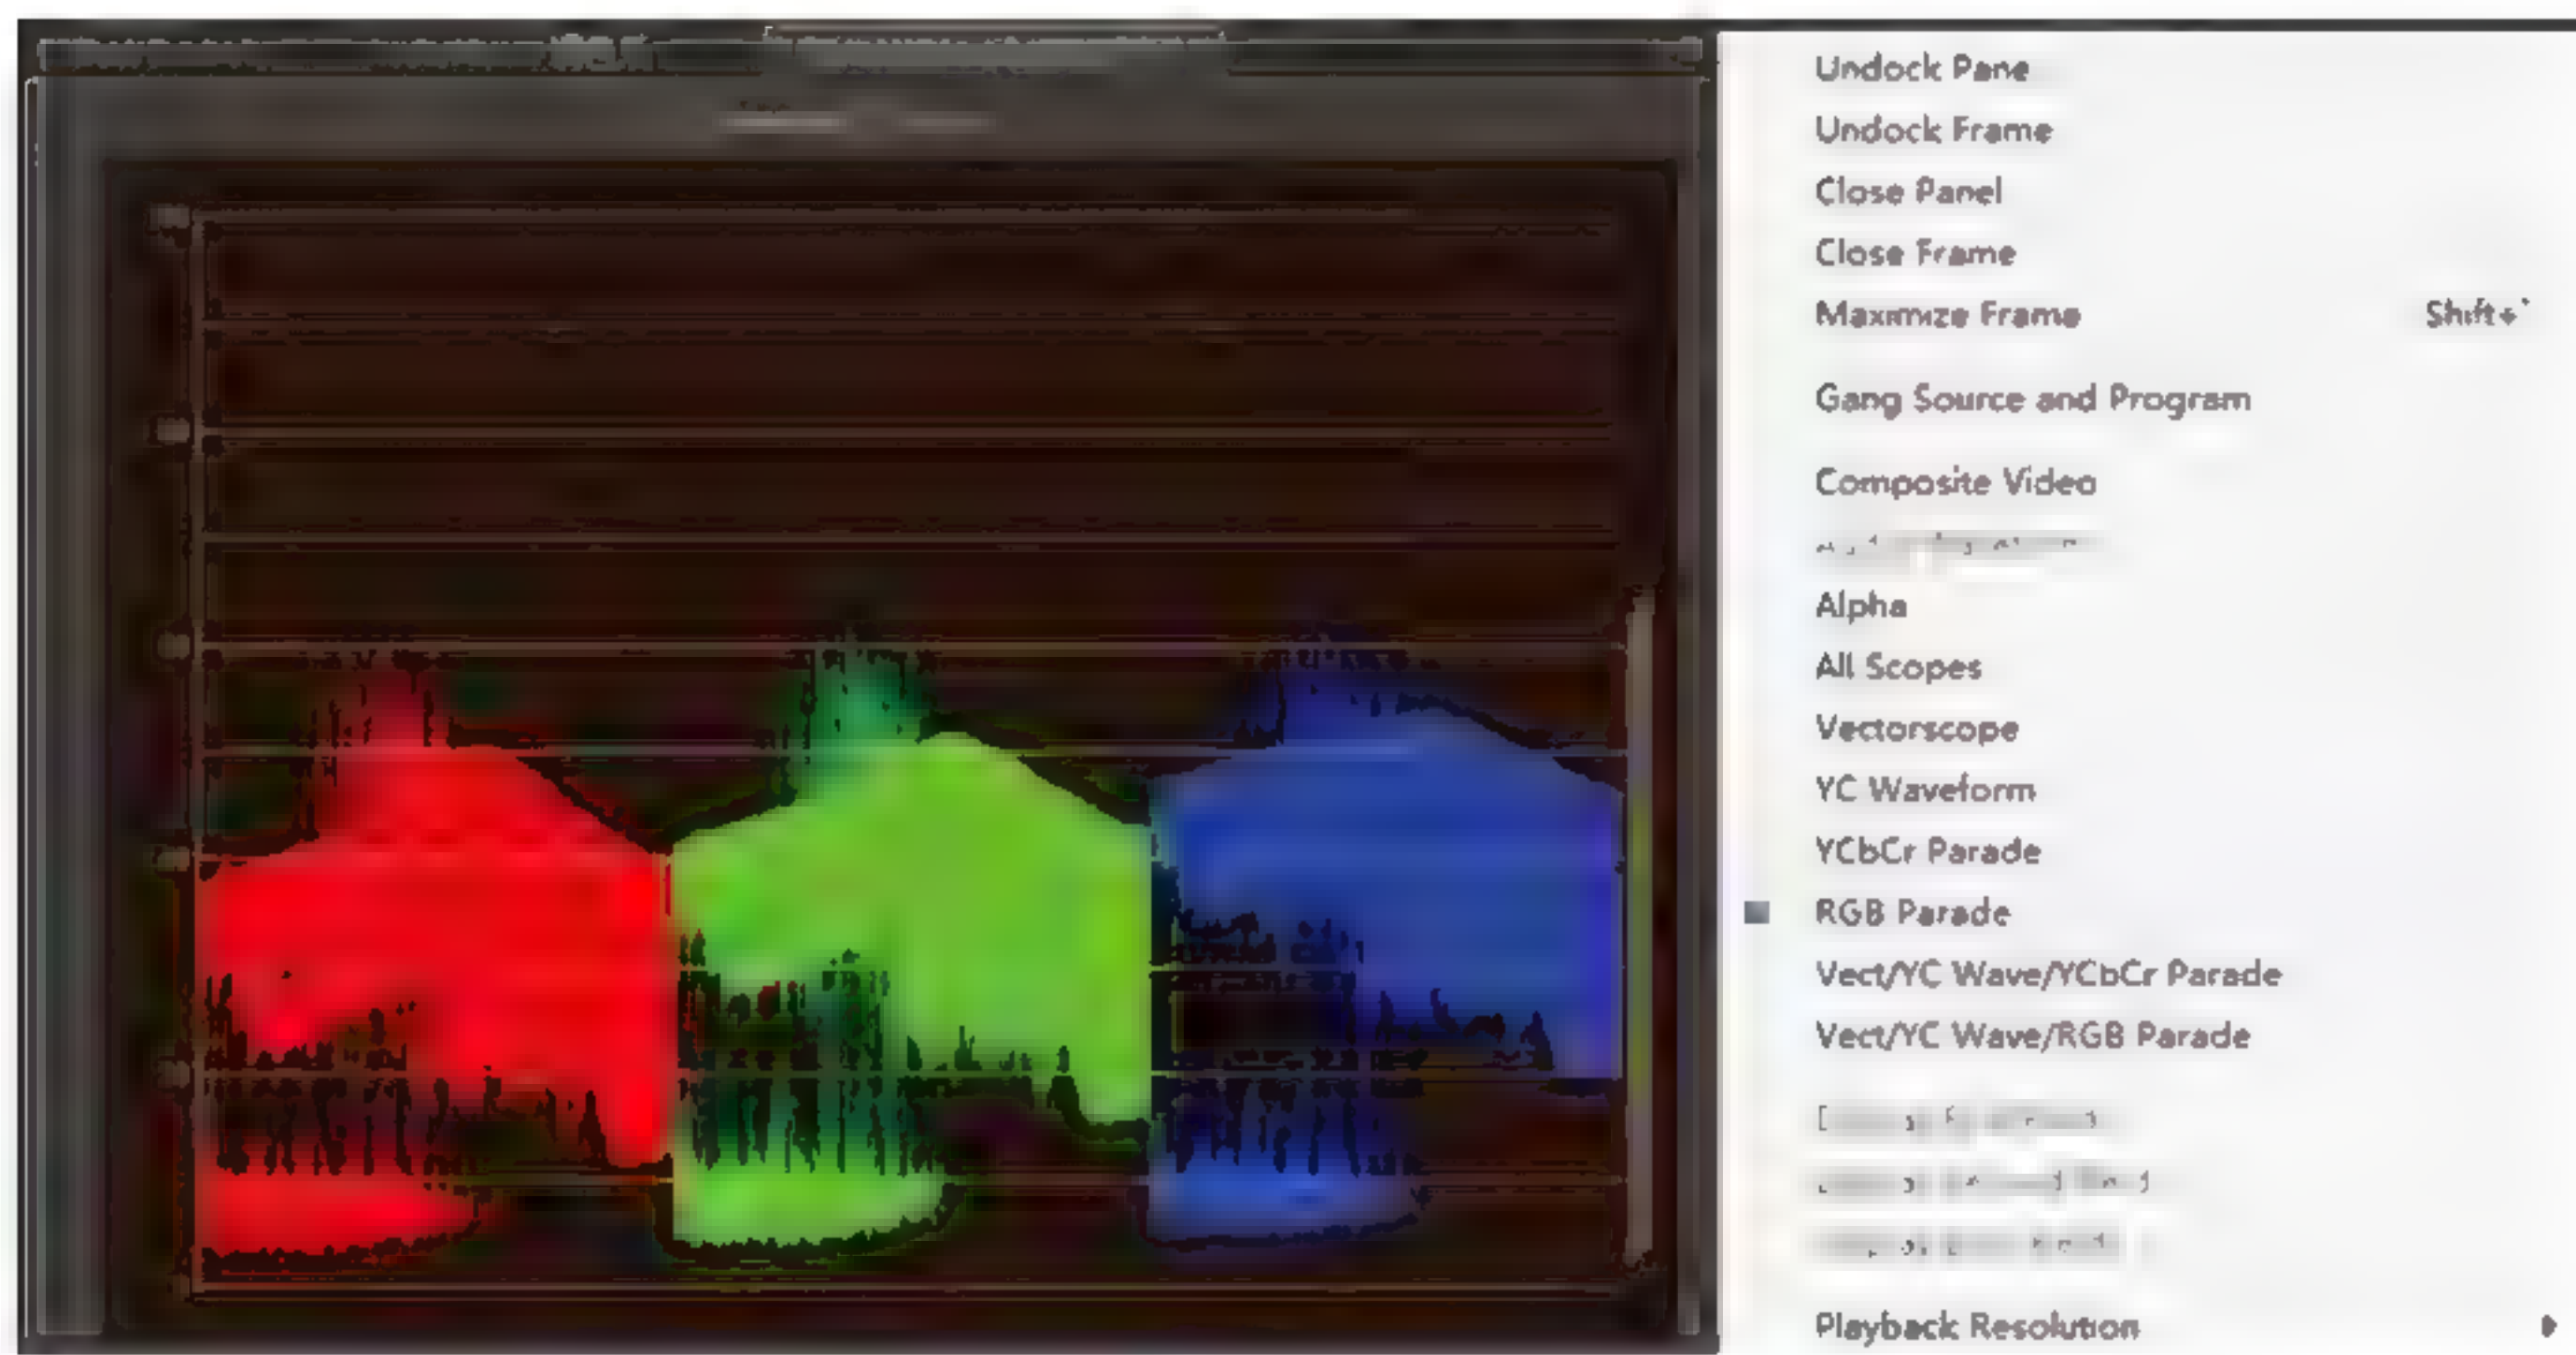 Undock Pane
Undock Frame
Close Panel
Close Frame
Maximize Frame Shift+`
Gang Source and Program
Composite Video
Alpha
All Scopes
Vectorscope
YC Waveform
YCbCr Parade
RGB Parade
Vect/YC Wave/YCbCr Parade
Vect/YC Wave/RGB Parade
Playback Resolution